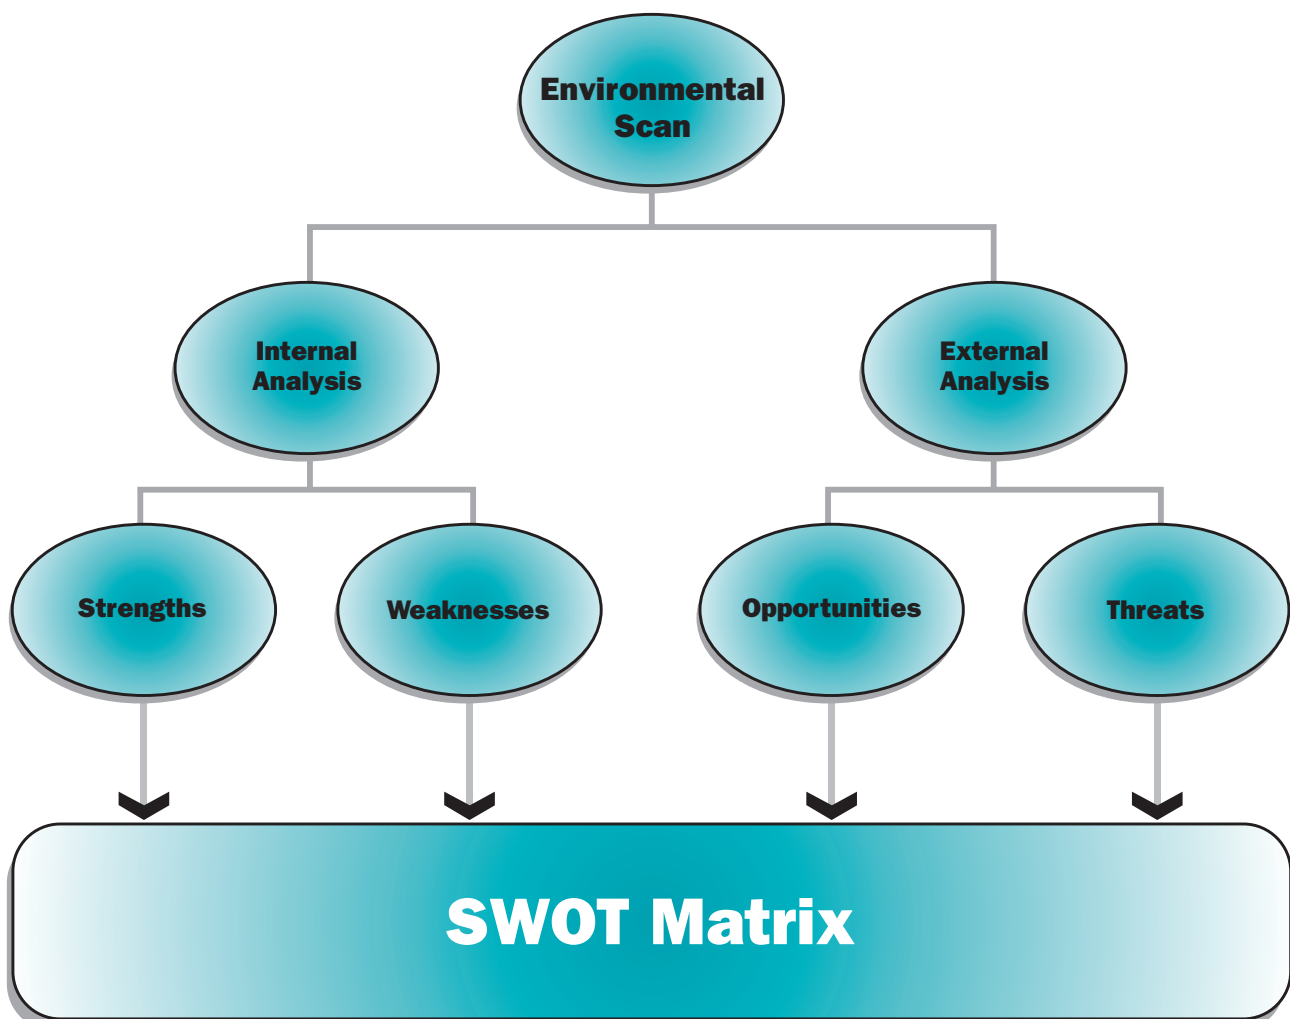 Environmental
Scan
Internal
Analysis
External
Analysis
Strengths
Weaknesses
Opportunities
Threats
SWOT Matrix